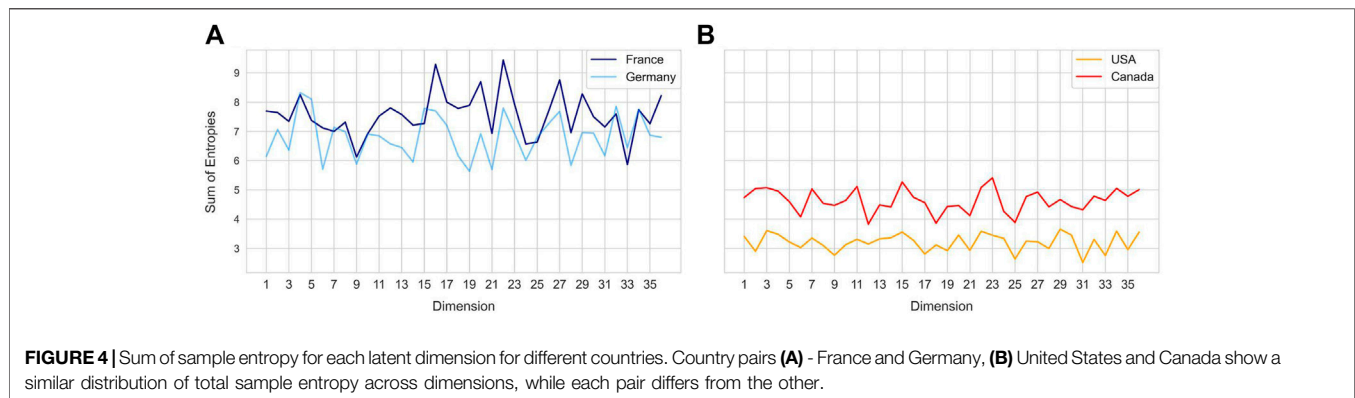 A
B
France
Germany
USA
Canada
Sum of Entropies
9
8
7
6
5
4
3
1 3 5 7 9 11 13 15 17 19 21 23 25 27 29 31 33 35
1 3 5 7 9 11 13 15 17 19 21 23 25 27 29 31 33 35
Dimension
Dimension
FIGURE 4 | Sum of sample entropy for each latent dimension for different countries. Country pairs (A) - France and Germany, (B) United States and Canada show a
similar distribution of total sample entropy across dimensions, while each pair differs from the other.